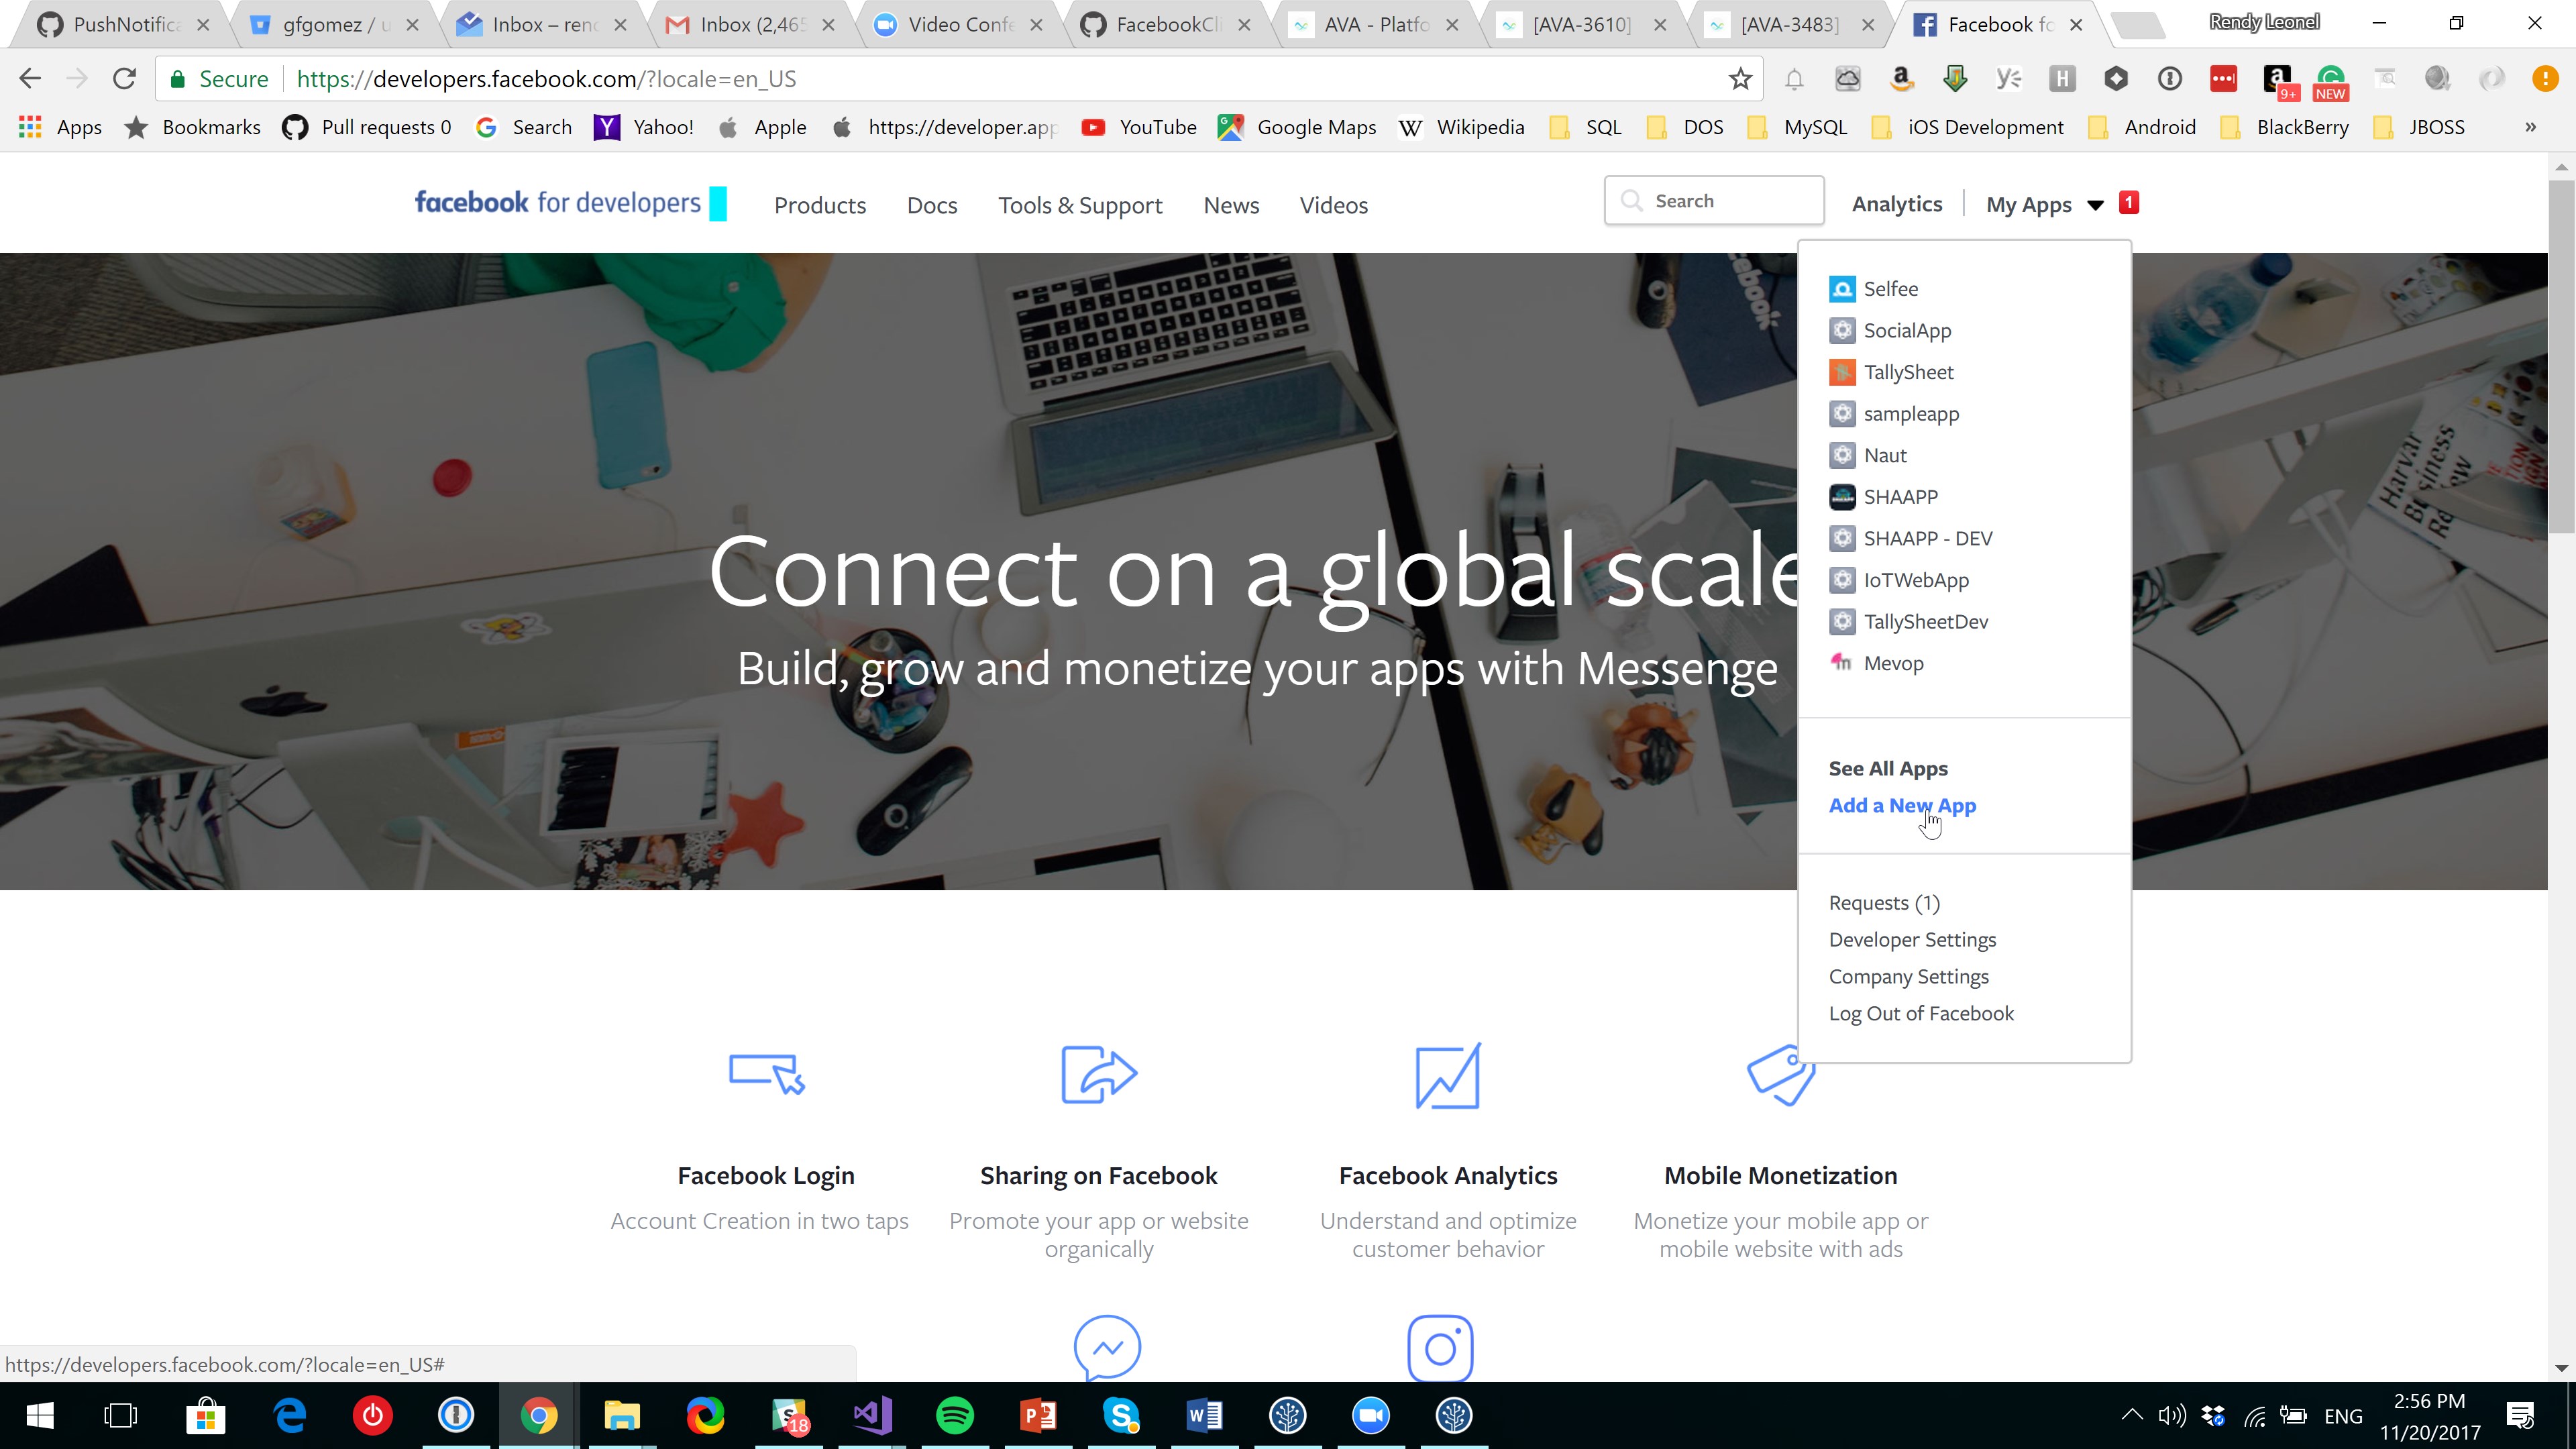 PushNotifica
gfgomez / u
Inbox – renc
Inbox (2,465
Video Confe
FacebookCli
AVA - Platfo
[AVA-3610]
[AVA-3483]
Facebook fo
Rendy Leonel
Secure https://developers.facebook.com/?locale=en_US
9+
NEW
Apps
Bookmarks
Pull requests 0
Search
Yahoo!
Apple
https://developer.app
YouTube
Google Maps
Wikipedia
SQL
DOS
MySQL
iOS Development
Android
BlackBerry
JBOSS
»
facebook for developers
Products
Docs
Tools & Support
News
Videos
Search
Analytics
My Apps
1
Selfee
SocialApp
TallySheet
sampleapp
Naut
SHAAPP
SHAAPP - DEV
IoTWebApp
TallySheetDev
Mevop
See All Apps
Add a New App
Requests (1)
Developer Settings
Company Settings
Log Out of Facebook
facebook
Harvar
Business
Connect on a global scale
Build, grow and monetize your apps with Messenge
Facebook Login
Account Creation in two taps
Sharing on Facebook
Promote your app or website
organically
Facebook Analytics
Understand and optimize
customer behavior
Mobile Monetization
Monetize your mobile app or
mobile website with ads
https://developers.facebook.com/?locale=en_US#
18
ENG
2:56 PM
11/20/2017